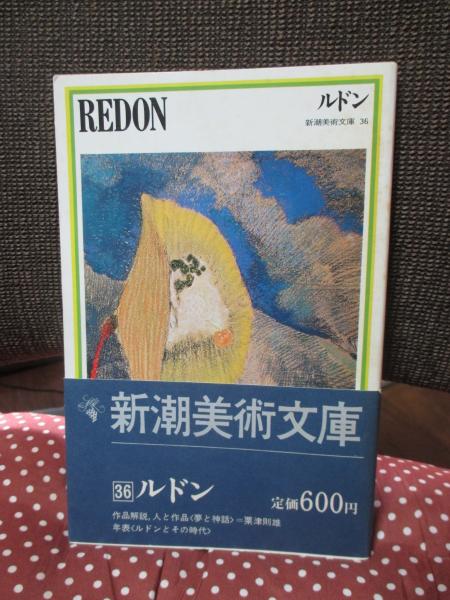 REDON
ルドン
新潮美術文庫 36
新潮美術文庫
36 ルドン
定価600円
作品解説,人と作品〈夢と神話〉=粟津則雄
年表〈ルドンとその時代〉